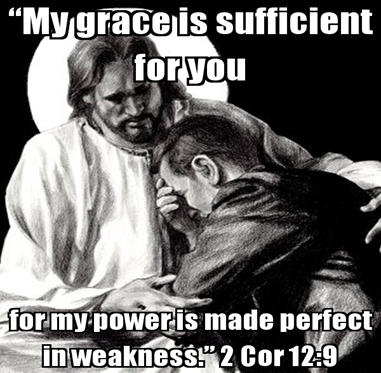 “My grace is sufficient
for you
for my power is made perfect
in weakness.” 2 Cor 12:9